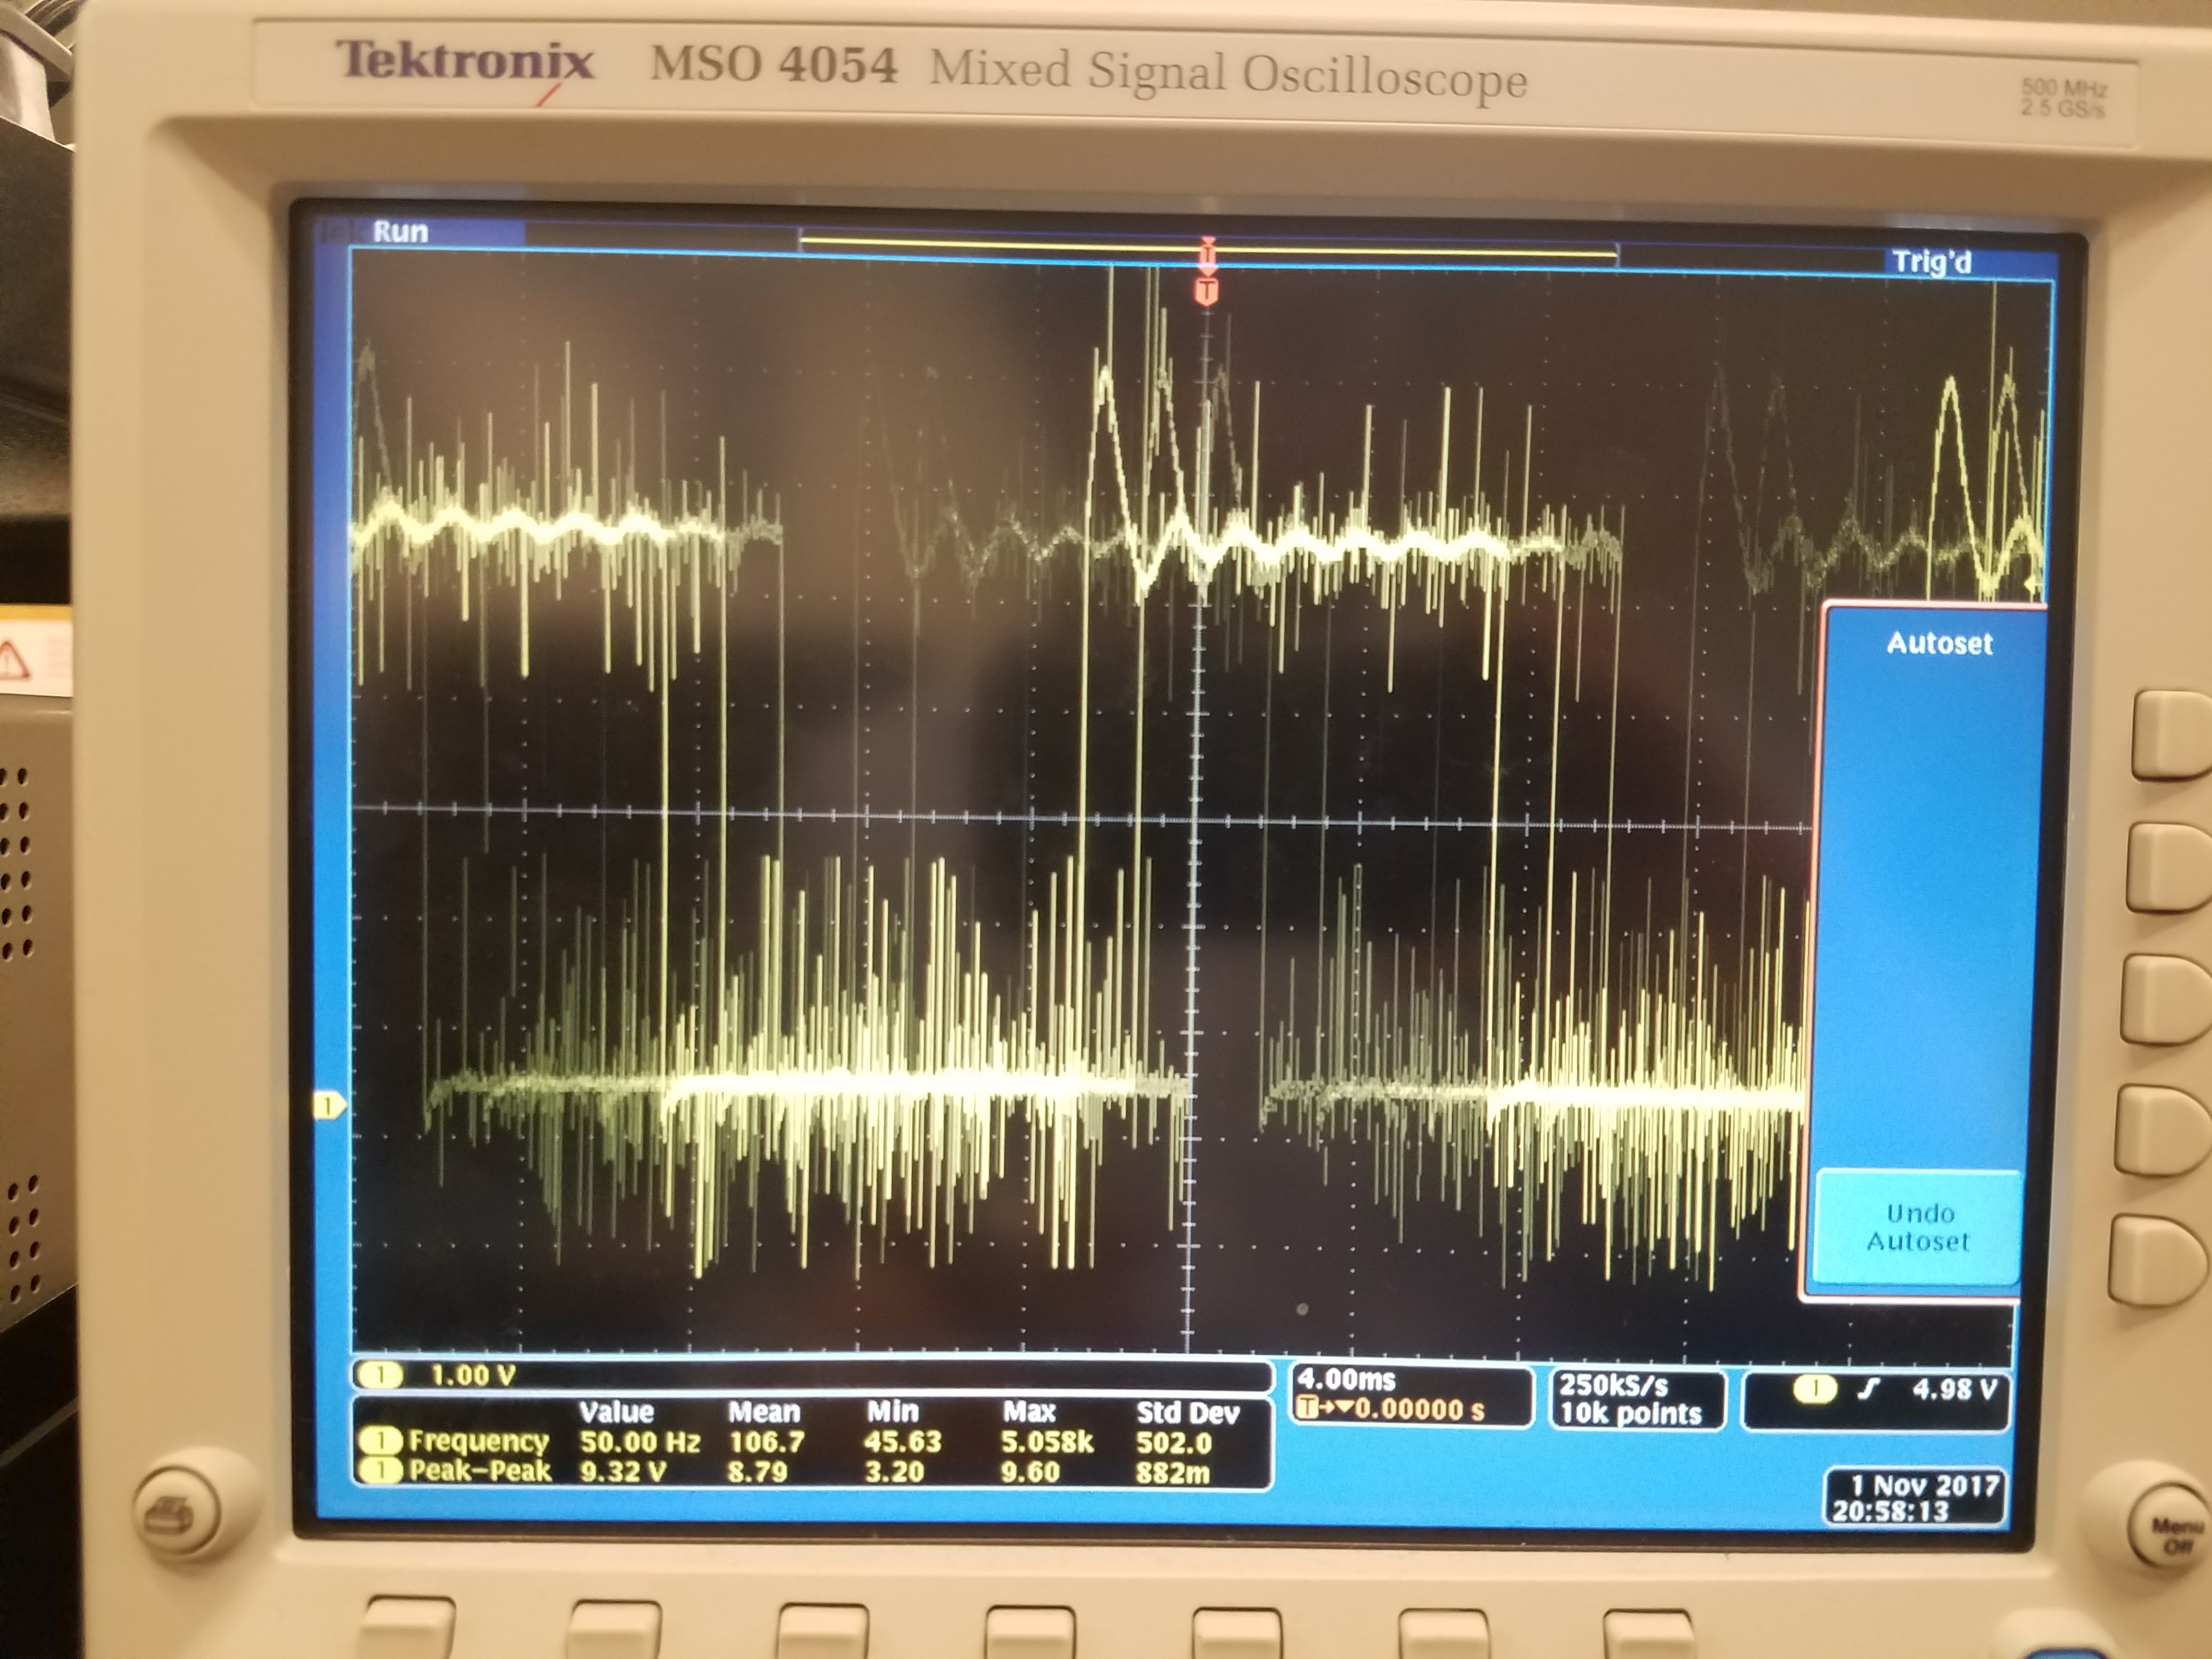 Tektronix MSO 4054 Mixed Signal Oscilloscope
500 MHz
2.5 GS/s
Run
Trig'd
T
T
Autoset
1
Undo
Autoset
1 1.00 V
4.00ms
T→▼0.00000 s
250kS/s
10k points
1 4.98 V
Value Mean Min Max Std Dev
1 Frequency 50.00 Hz 106.7 45.63 5.058k 502.0
1 Peak-Peak 9.32 V 8.79 3.20 9.60 882m
1 Nov 2017
20:58:13
Menu
Off